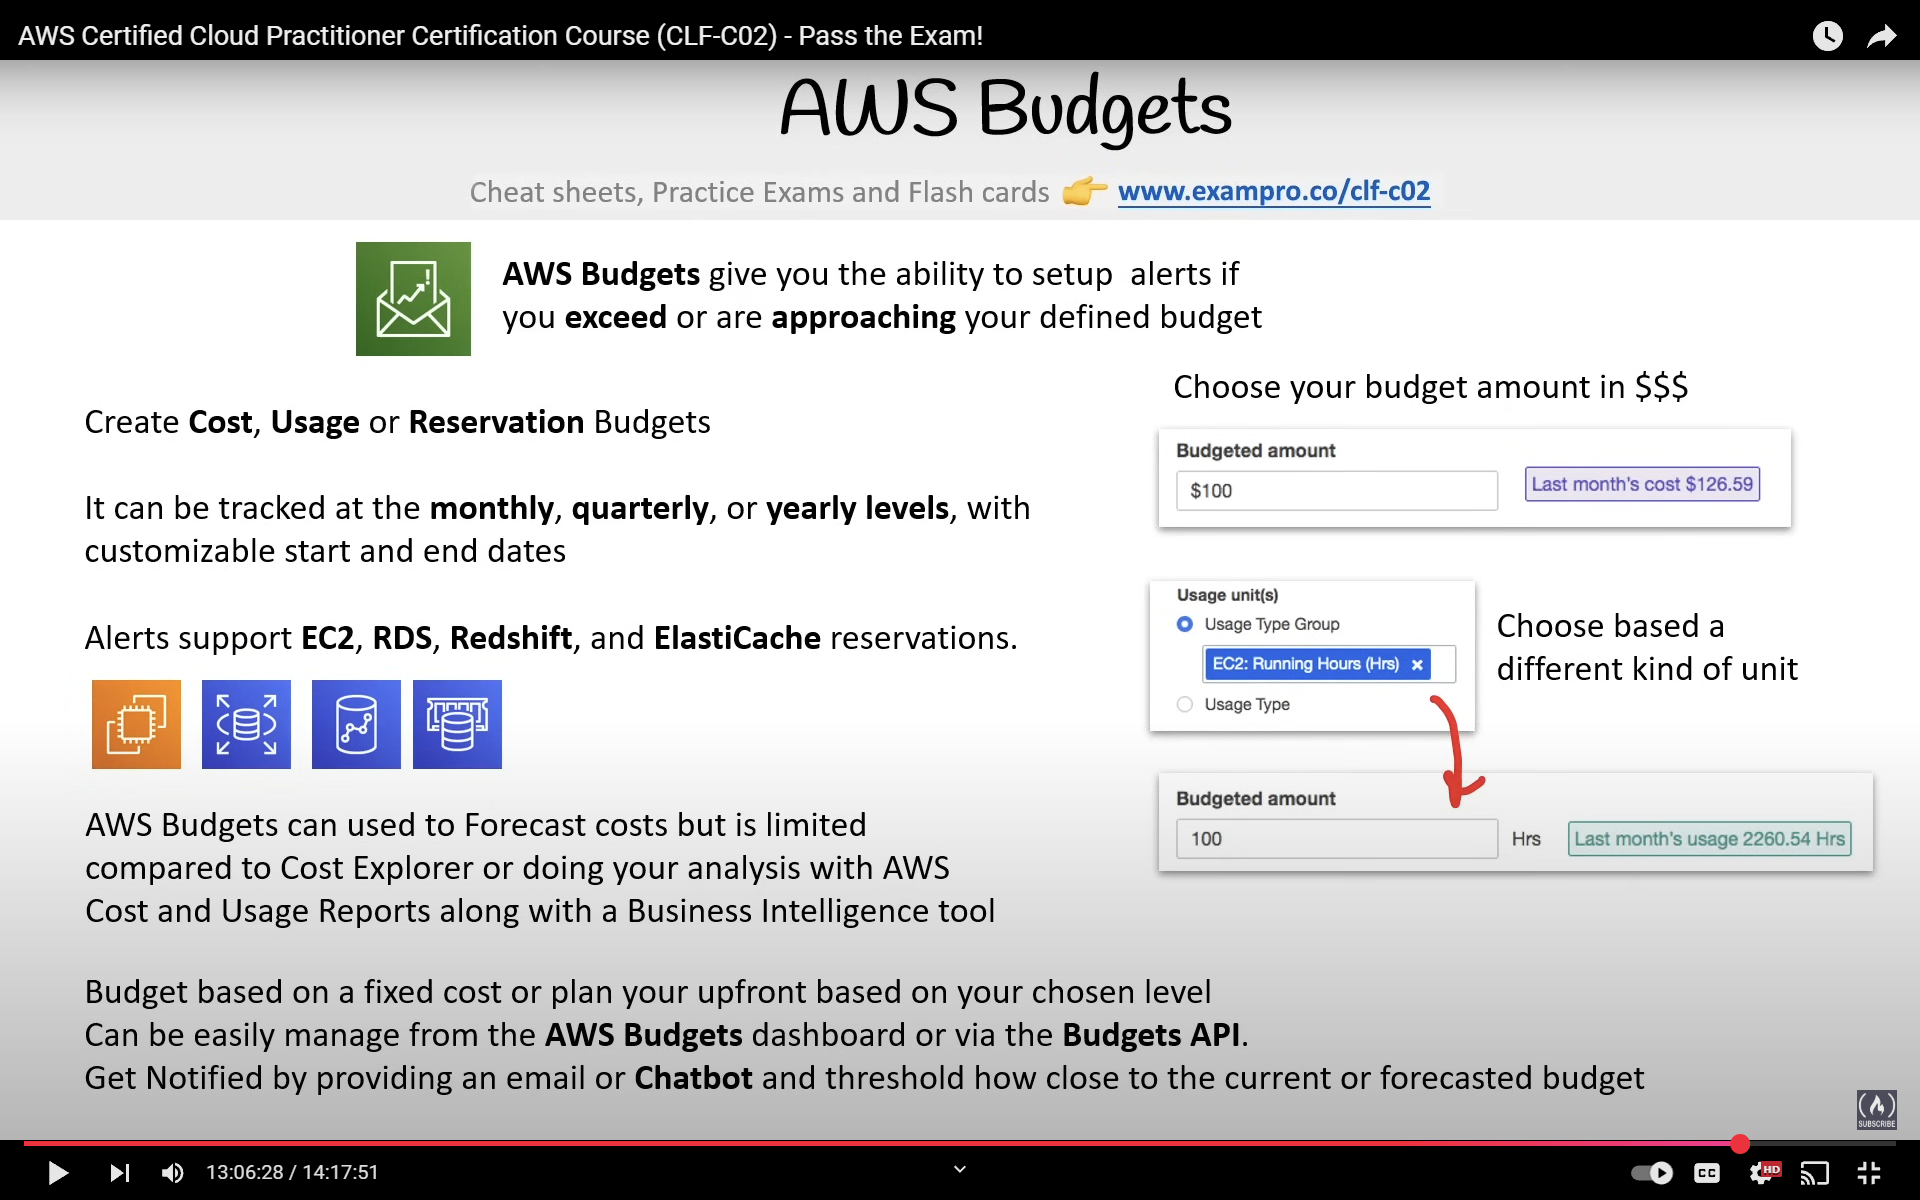 AWS Certified Cloud Practitioner Certification Course (CLF-C02) - Pass the Exam!
AWS Budgets
Cheat sheets, Practice Exams and Flash cards 👉 www.exampro.co/clf-c02
AWS Budgets give you the ability to setup alerts if
you exceed or are approaching your defined budget
Create Cost, Usage or Reservation Budgets
It can be tracked at the monthly, quarterly, or yearly levels, with
customizable start and end dates
Alerts support EC2, RDS, Redshift, and ElastiCache reservations.
AWS Budgets can used to Forecast costs but is limited
compared to Cost Explorer or doing your analysis with AWS
Cost and Usage Reports along with a Business Intelligence tool
Choose your budget amount in $$$
Budgeted amount
$100
Last month's cost $126.59
Usage unit(s)
Usage Type Group
EC2: Running Hours (Hrs) ×
Usage Type
Choose based a
different kind of unit
Budgeted amount
100 Hrs
Last month's usage 2260.54 Hrs
Budget based on a fixed cost or plan your upfront based on your chosen level
Can be easily manage from the AWS Budgets dashboard or via the Budgets API.
Get Notified by providing an email or Chatbot and threshold how close to the current or forecasted budget
SUBSCRIBE
13:06:28 / 14:17:51
CC
HD